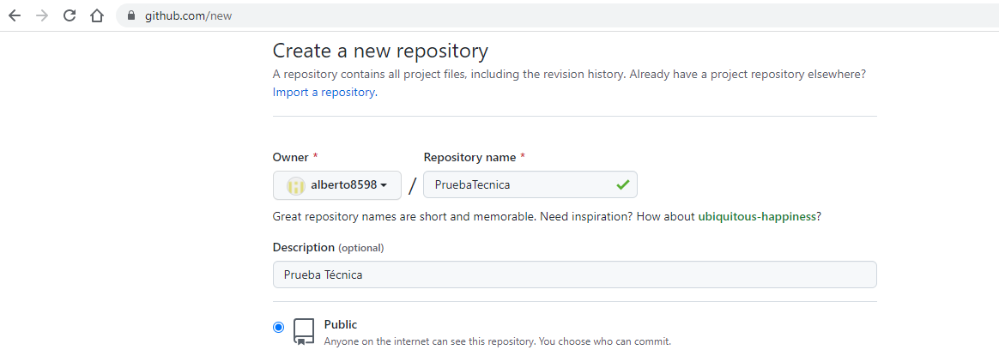 github.com/new
Create a new repository
A repository contains all project files, including the revision history. Already have a project repository elsewhere?
Import a repository.
Owner * Repository name *
alberto8598 / PruebaTecnica
Great repository names are short and memorable. Need inspiration? How about ubiquitous-happiness?
Description (optional)
Prueba Técnica
Public
Anyone on the internet can see this repository. You choose who can commit.